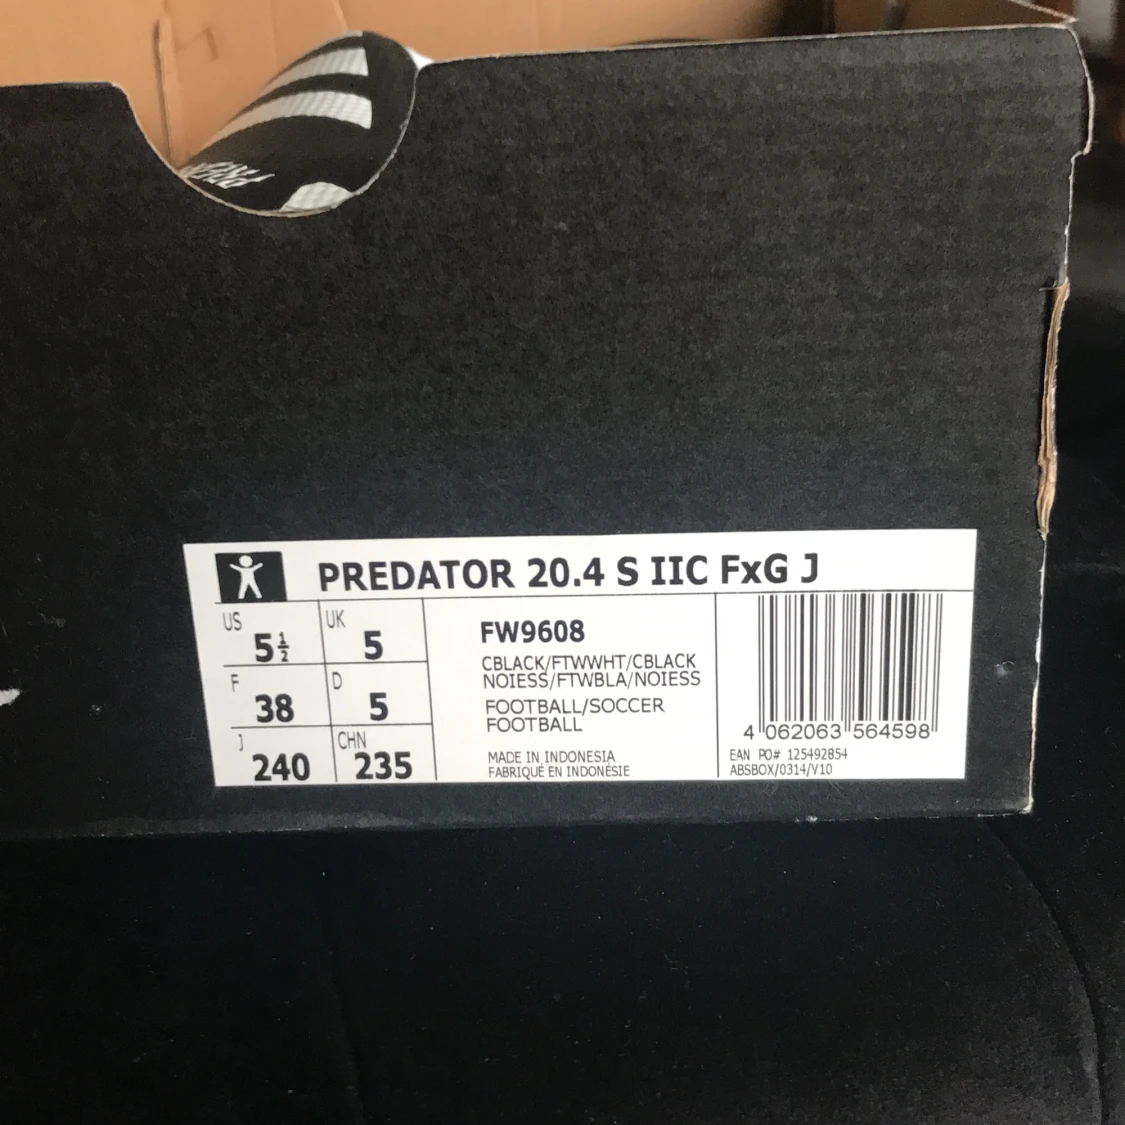 PREDATOR 20.4 S IIC FxG J
US 5½ UK 5
F 38 D 5
J 240 CHN 235
FW9608
CBLACK/FTWWHT/CBLACK
NOIESS/FTWBLA/NOIESS
FOOTBALL/SOCCER
FOOTBALL
MADE IN INDONESIA
FABRIQUÉ EN INDONÉSIE
4 062063 564598
EAN PO# 125492854
ABSBOX/0314/V10